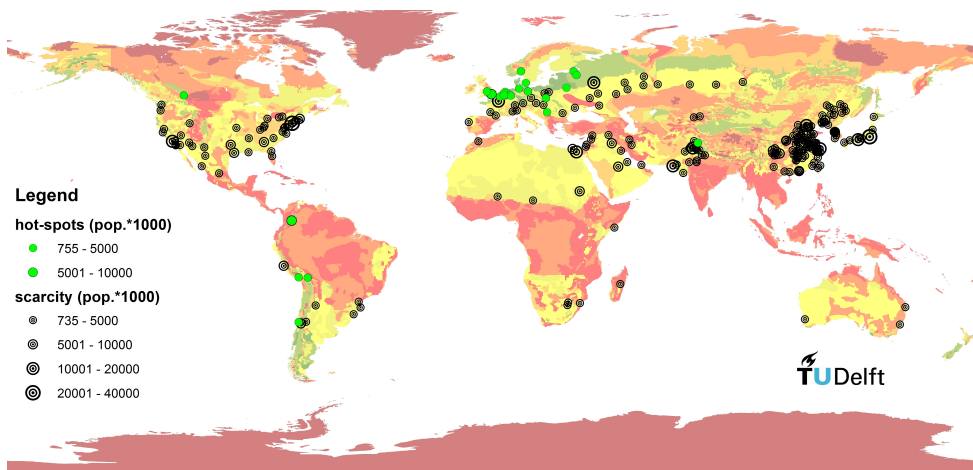 Legend
hot-spots (pop.*1000)
755 - 5000
5001 - 10000
scarcity (pop.*1000)
735 - 5000
5001 - 10000
10001 - 20000
20001 - 40000
TUDelft